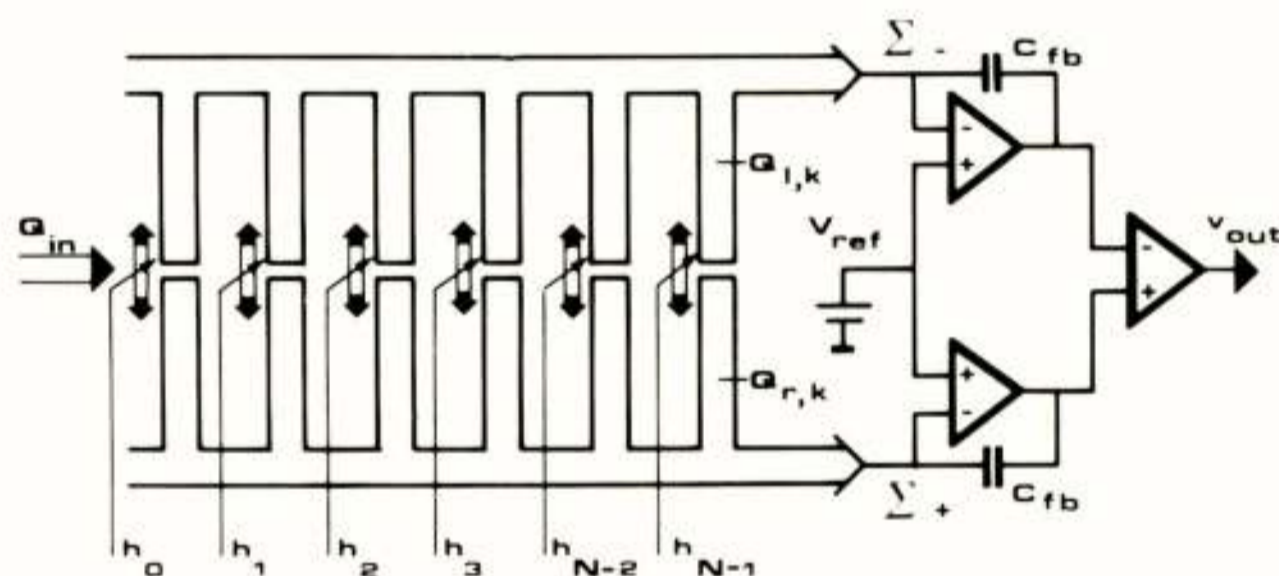 Σ -
C fb
-
+
Q l,k
Q in
V ref
v out
-
+
Q r,k
+
-
C fb
Σ +
h 0
h 1
h 2
h 3
h N-2
h N-1